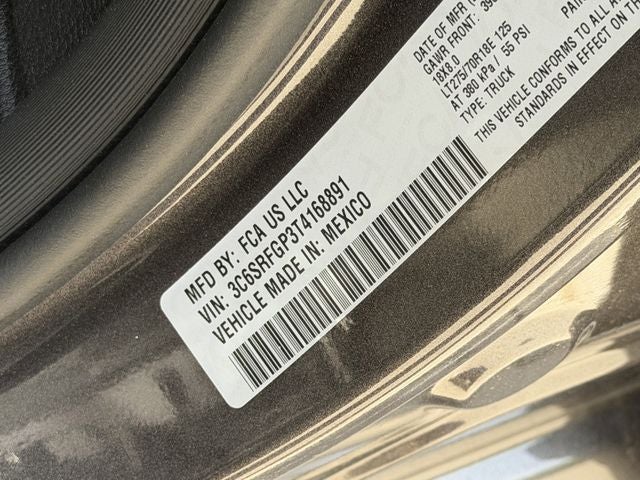 MFD BY: FCA US LLC
VIN: 3C6SRFGP3T4168891
VEHICLE MADE IN: MEXICO
DATE OF MFR
GAWR FRONT:
18X8.0
LT275/70R18E 125
AT 380 kPa / 55 PSI
TYPE: TRUCK
THIS VEHICLE CONFORMS TO ALL
STANDARDS IN EFFECT ON THE